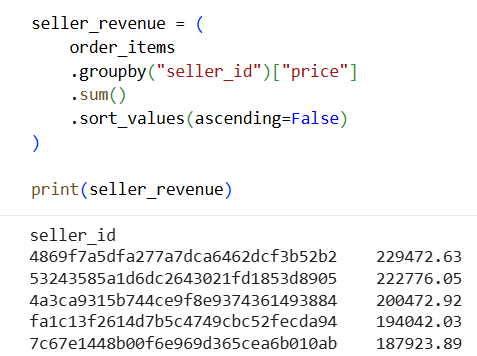 seller_revenue = (
    order_items
    .groupby("seller_id")["price"]
    .sum()
    .sort_values(ascending=False)
)
print(seller_revenue)
seller_id
4869f7a5dfa277a7dca6462dcf3b52b2    229472.63
53243585a1d6dc2643021fd1853d8905    222776.05
4a3ca9315b744ce9f8e9374361493884    200472.92
fa1c13f2614d7b5c4749cbc52fecda94    194042.03
7c67e1448b00f6e969d365cea6b010ab    187923.89